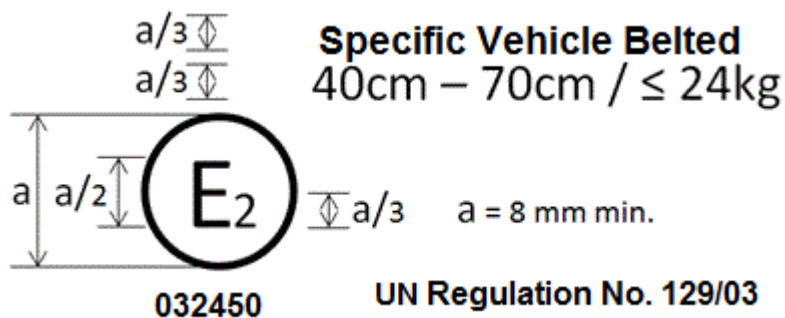 a/3 Specific Vehicle Belted
a/3 40cm – 70cm / ≤ 24kg
a a/2 E2 a/3 a = 8 mm min.
032450 UN Regulation No. 129/03